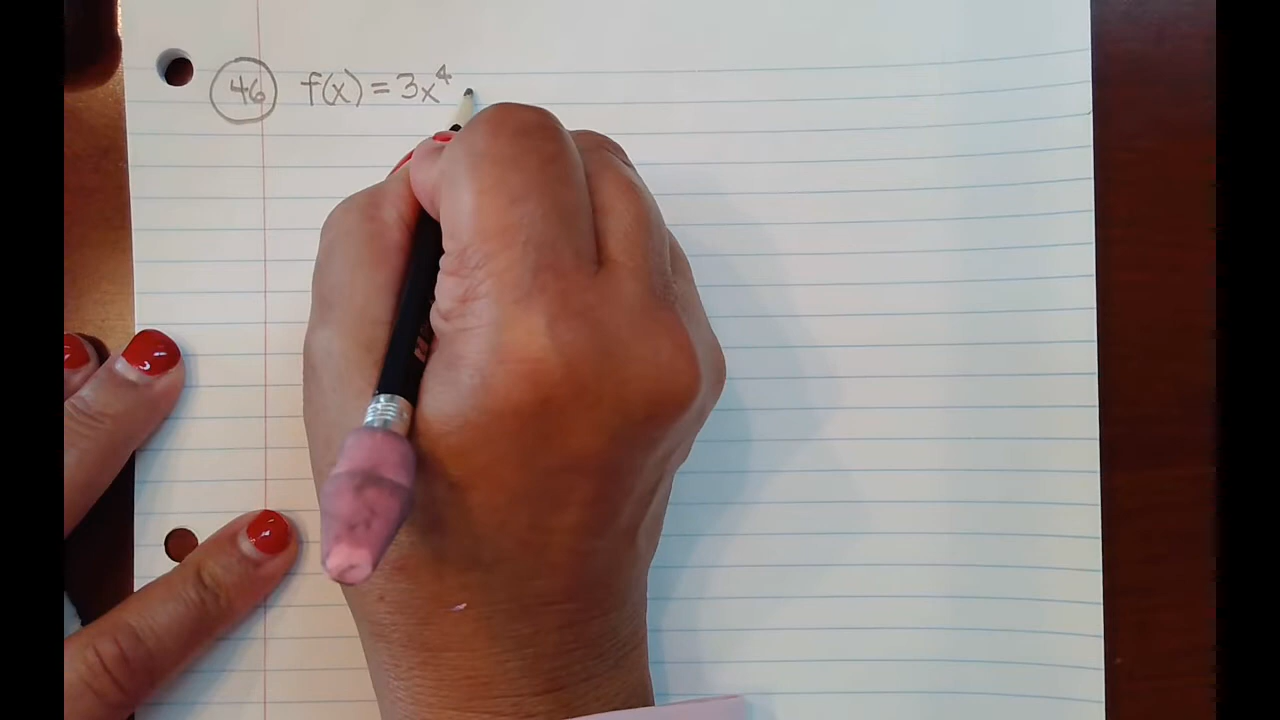 46 f(x) = 3x⁴